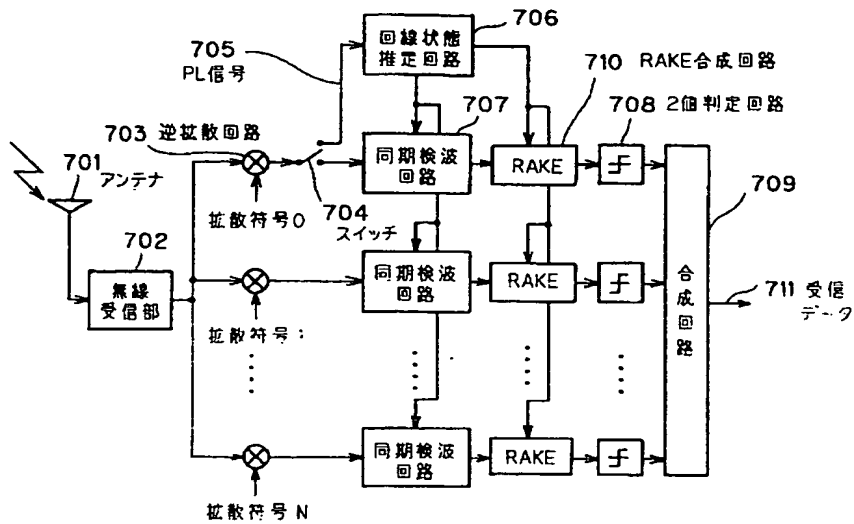 705
PL信号
回線状態
推定回路
706
710 RAKE合成回路
708 2値判定回路
707
703 逆拡散回路
701
アンテナ
同期検波
回路
RAKE
709
拡散符号0
704
スイッチ
702
無線
受信部
同期検波
回路
RAKE
合成回路
711 受信
データ
拡散符号1
同期検波
回路
RAKE
拡散符号N